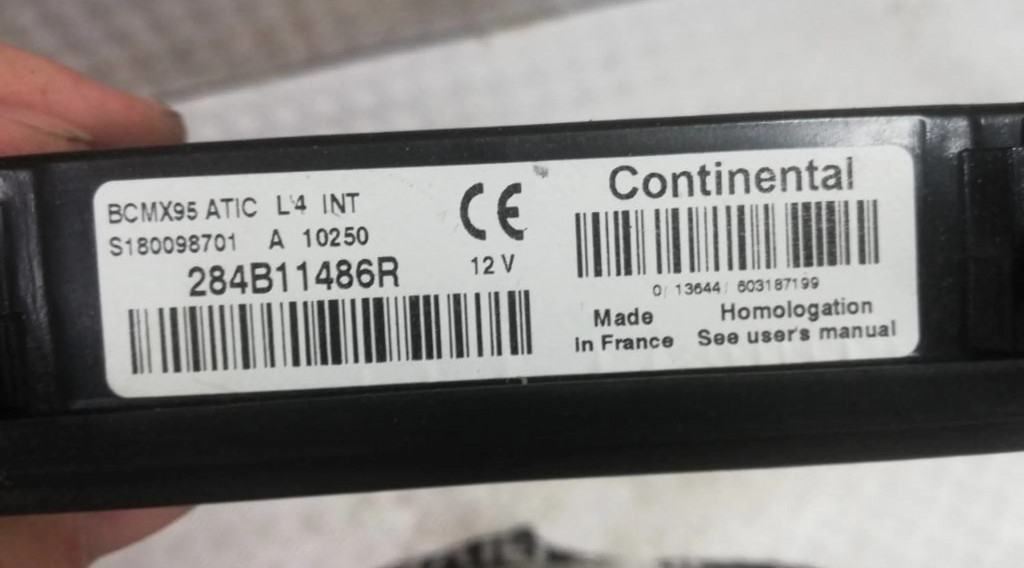 BCMX95 ATIC L4 INT
S180098701 A 10250
284B11486R
CE
12 V
Continental
0/ 13644/ 603187199
Made
in France
Homologation
See user's manual